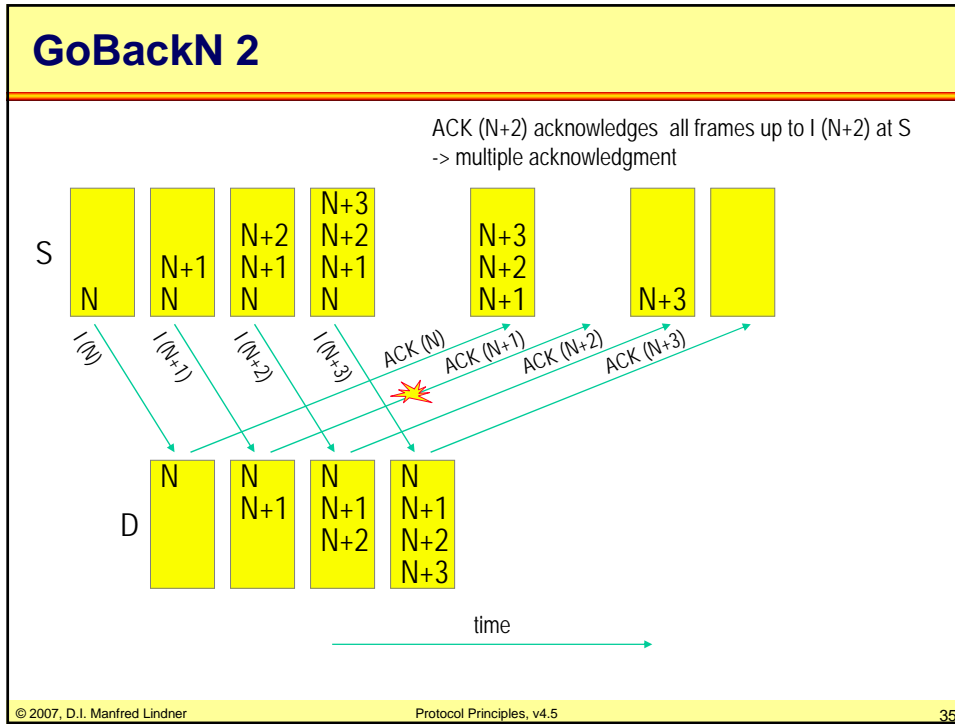 GoBackN 2
ACK (N+2) acknowledges all frames up to I (N+2) at S
-> multiple acknowledgment
S
N
N+1
N
N+2
N+1
N
N+3
N+2
N+1
N
N+3
N+2
N+1
N+3
I (N)
I (N+1)
I (N+2)
I (N+3)
ACK (N)
ACK (N+1)
ACK (N+2)
ACK (N+3)
D
N
N
N+1
N
N+1
N+2
N
N+1
N+2
N+3
time
© 2007, D.I. Manfred Lindner
Protocol Principles, v4.5
35